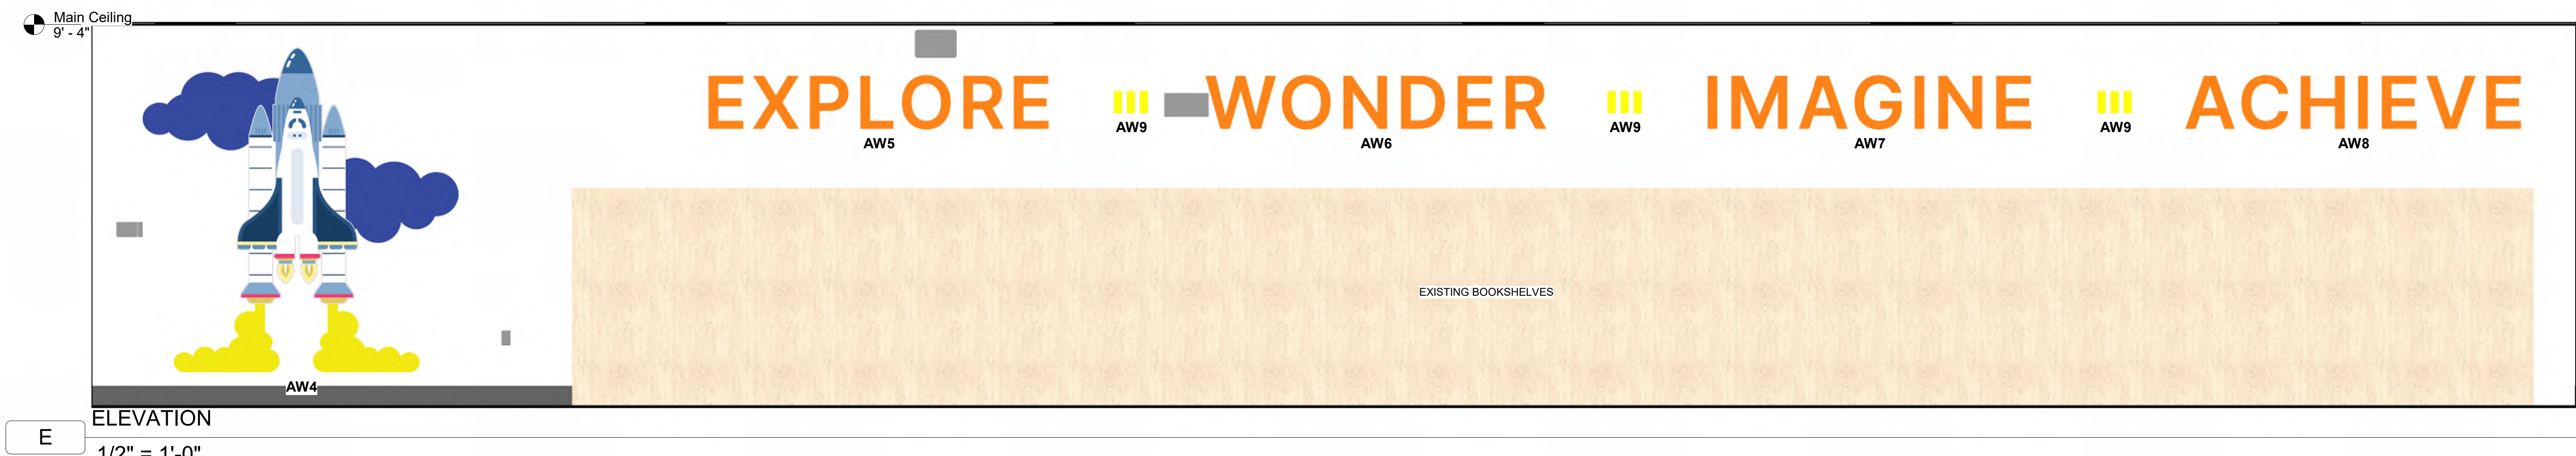 Main Ceiling
9' - 4"
EXPLORE
WONDER
IMAGINE
ACHIEVE
AW9
AW9
AW9
AW5
AW6
AW7
AW8
EXISTING BOOKSHELVES
AW4
ELEVATION
E
1/2" = 1'-0"